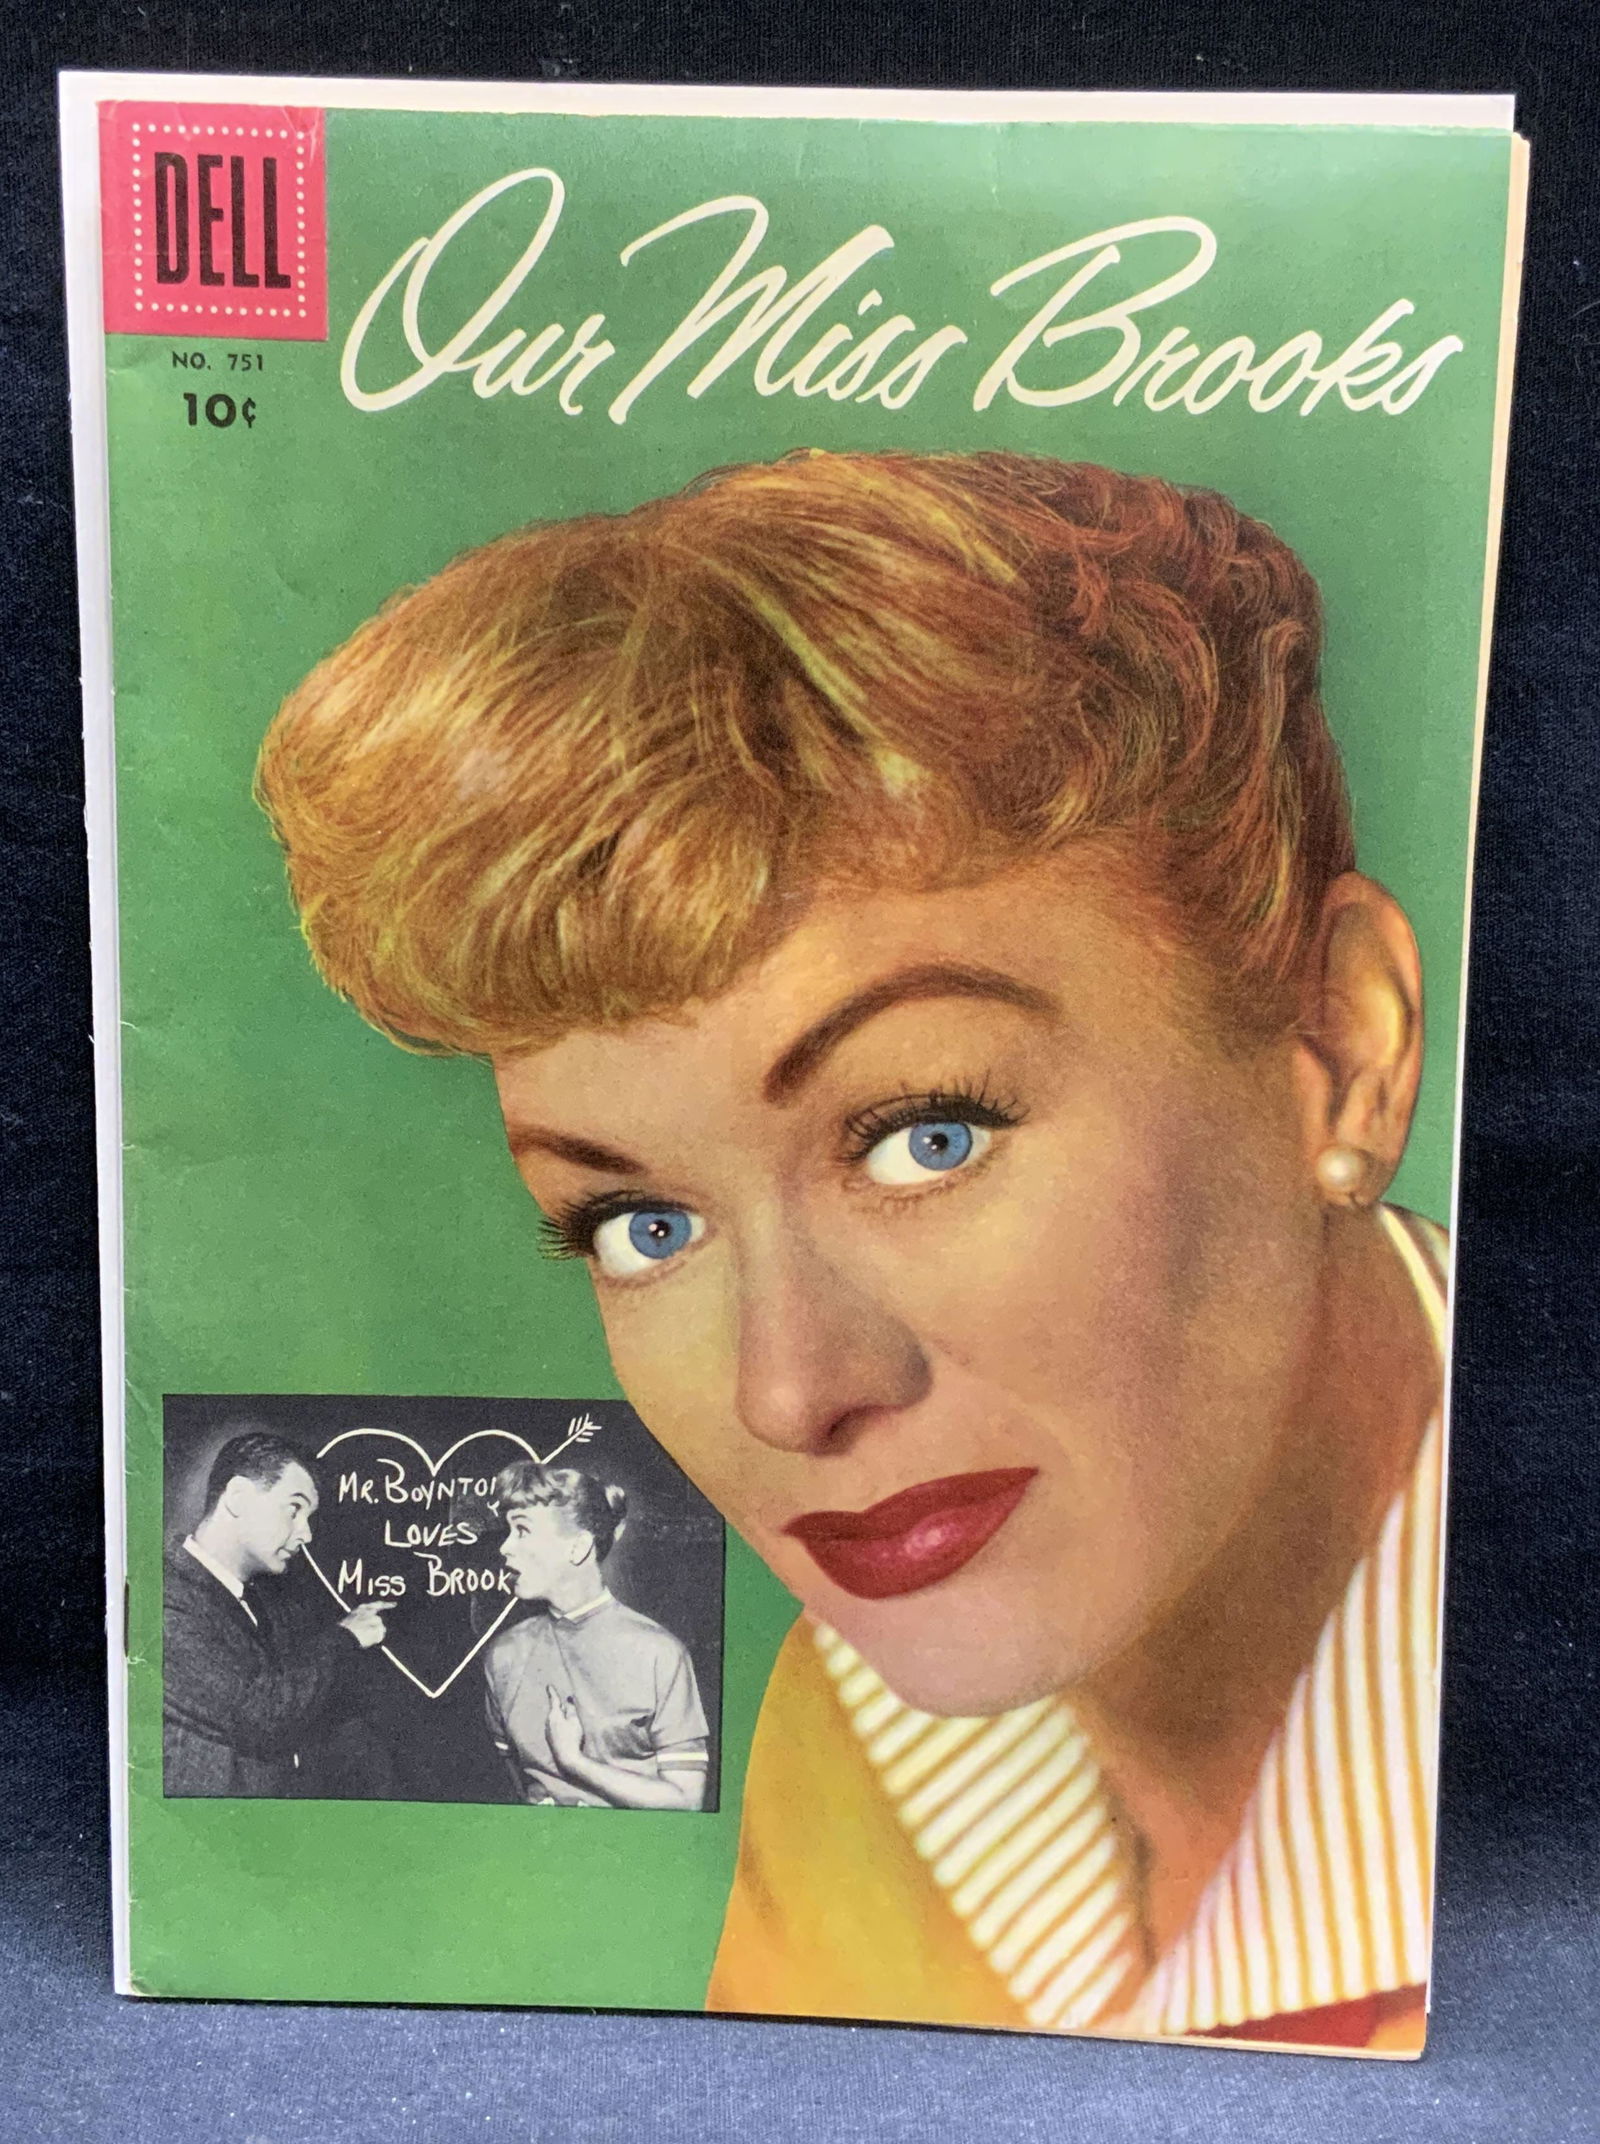 DELL
NO. 751
10¢
Our Miss Brooks
MR. BOYNTO
LOVES
MISS BROOK